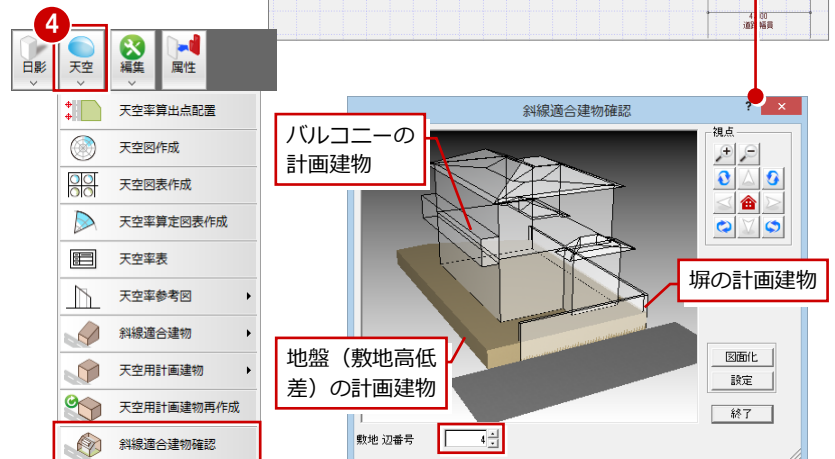 4
道路幅員
日影
天空
編集
属性
天空率算出点配置
天空図作成
天空図表作成
天空率算定図表作成
天空率表
天空率参考図
斜線適合建物
天空用計画建物
天空用計画建物再作成
斜線適合建物確認
斜線適合建物確認
?
×
バルコニーの
計画建物
視点
塀の計画建物
地盤（敷地高低
差）の計画建物
図面化
設定
終了
敷地 辺番号
4